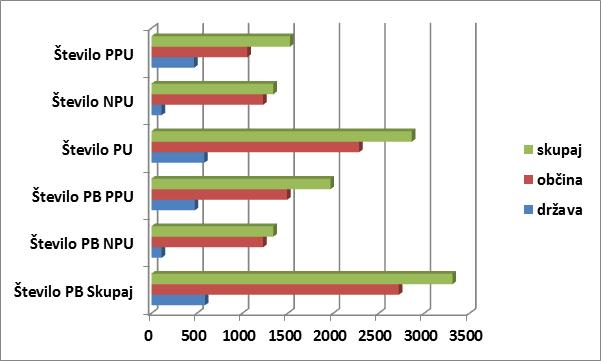 Število PPU
Število NPU
Število PU
Število PB PPU
Število PB NPU
Število PB Skupaj
0 500 1000 1500 2000 2500 3000 3500
skupaj
občina
država